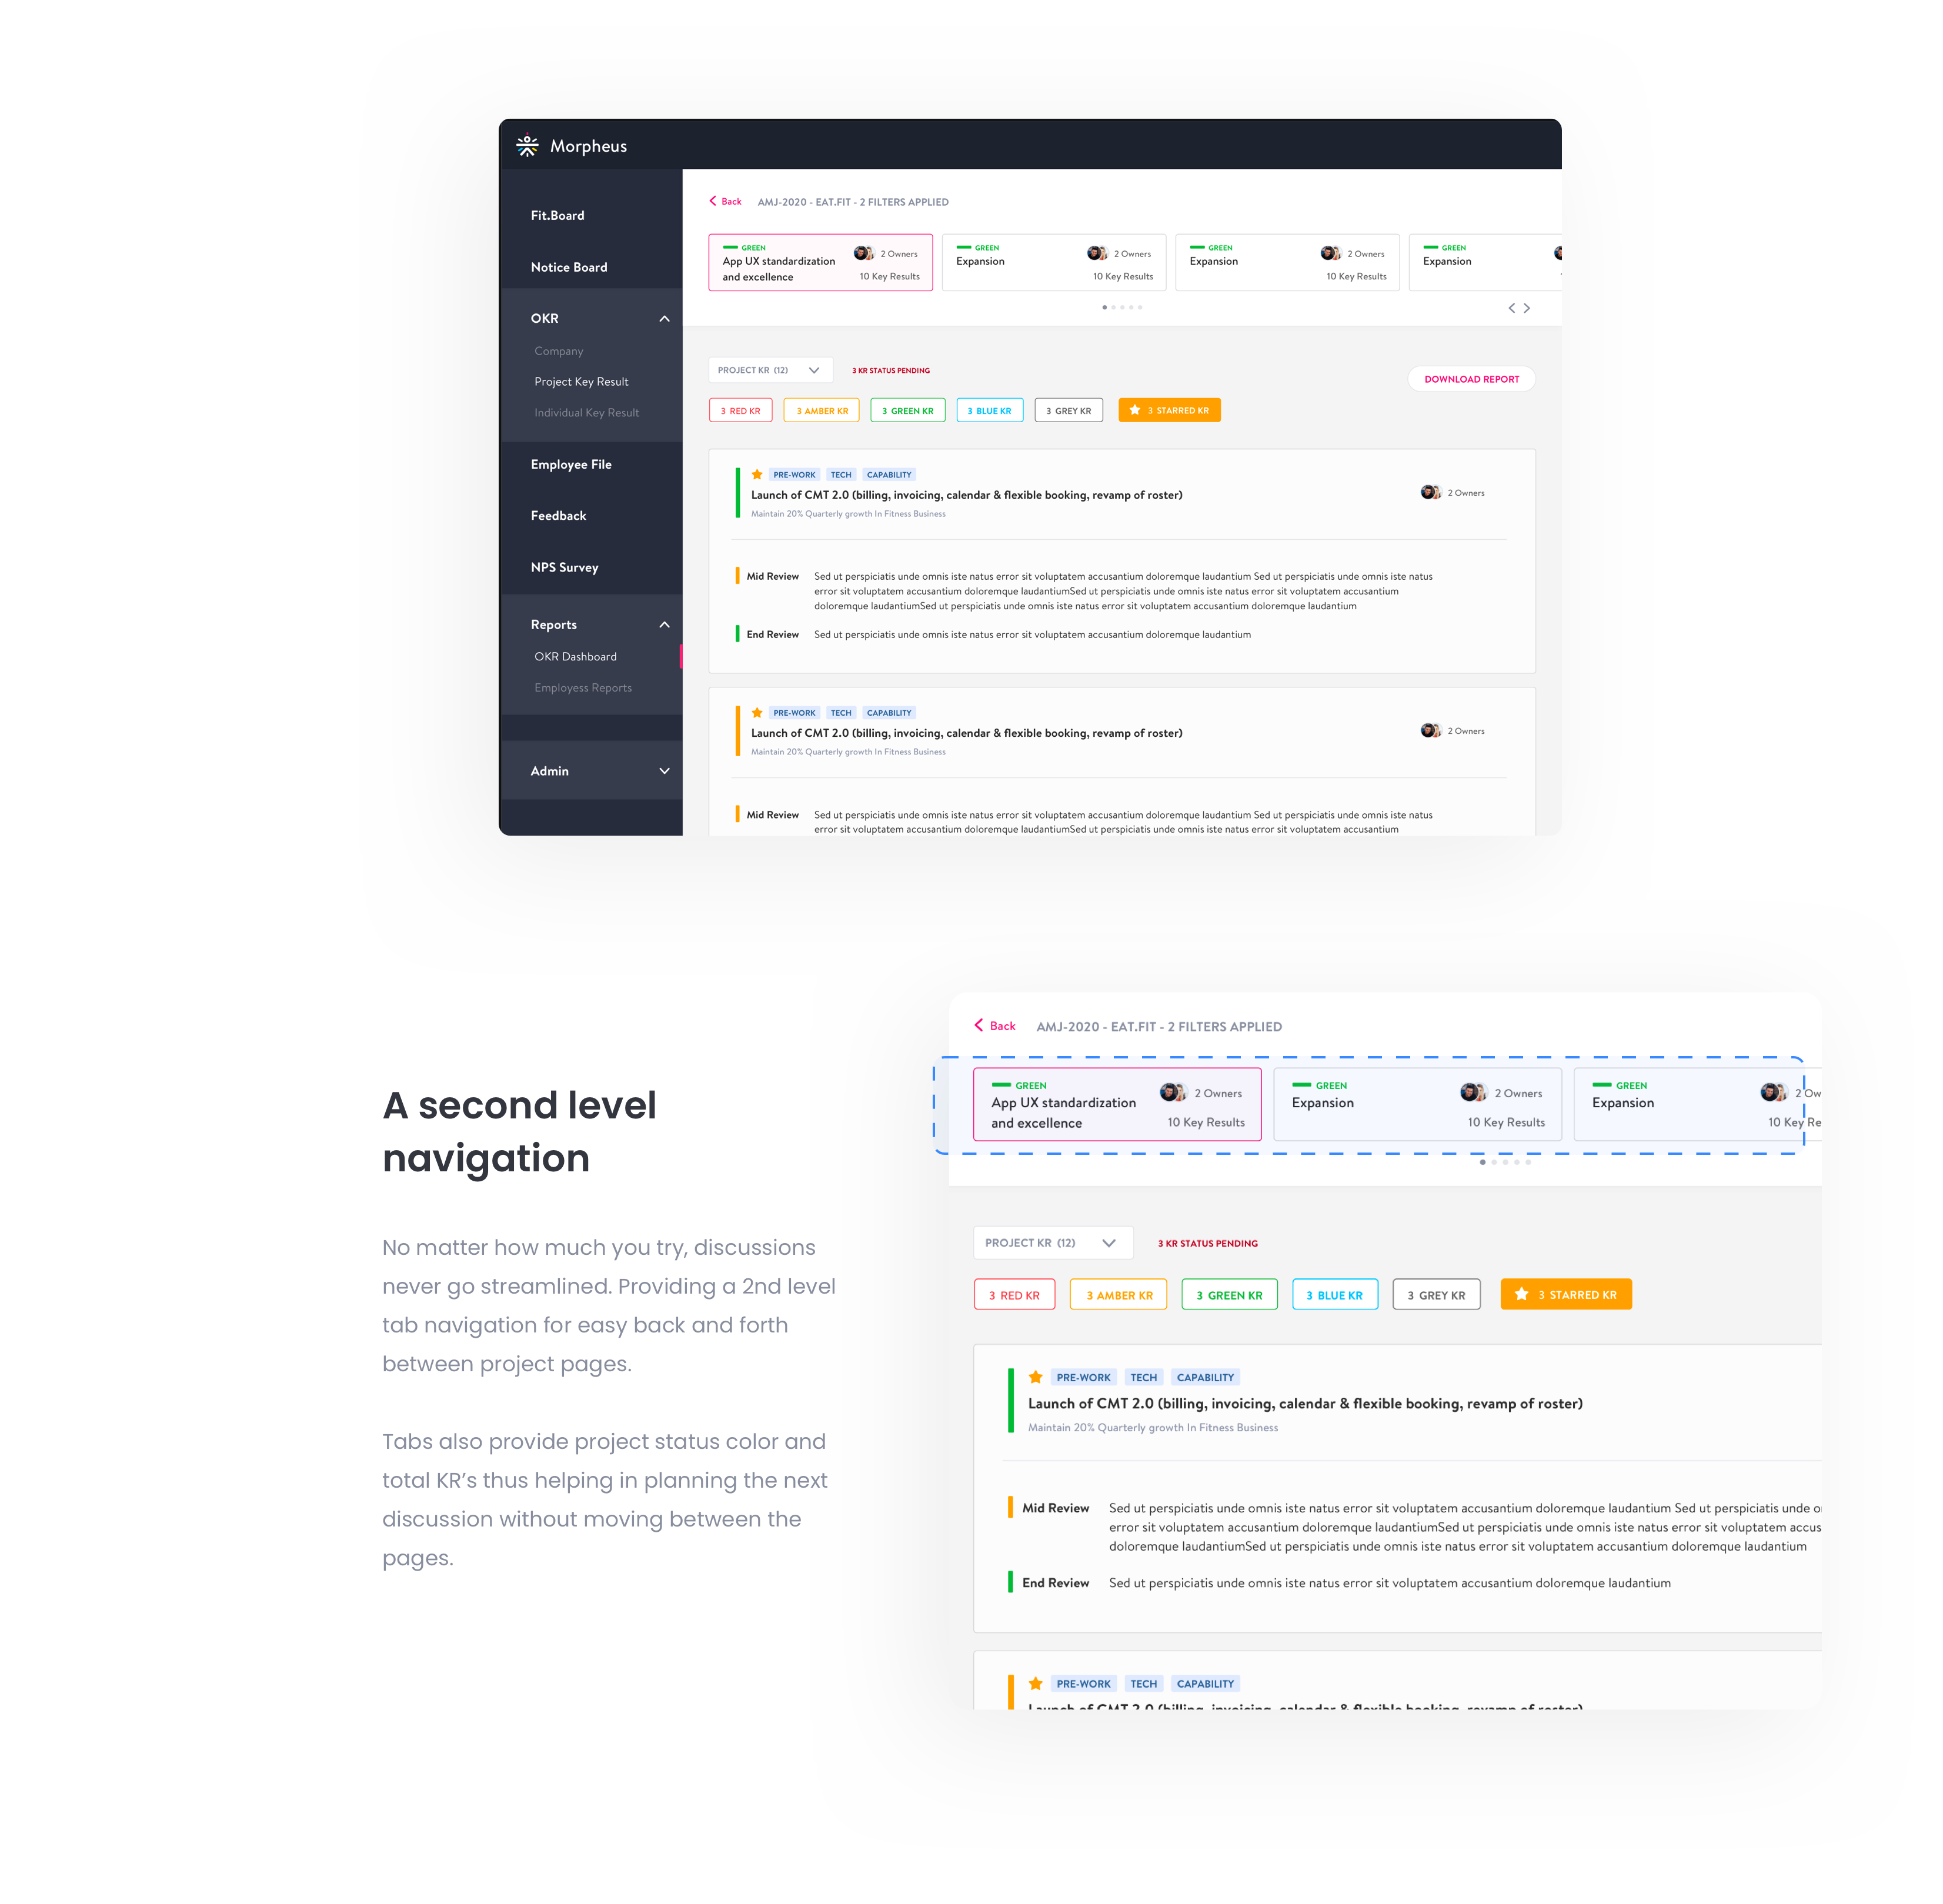 Morpheus
Fit.Board
Notice Board
OKR
Company
Project Key Result
Individual Key Result
Employee File
Feedback
NPS Survey
Reports
OKR Dashboard
Employess Reports
Admin
Back AMJ-2020 - EAT.FIT - 2 FILTERS APPLIED
GREEN
App UX standardization
and excellence
2 Owners
10 Key Results
GREEN
Expansion
2 Owners
10 Key Results
GREEN
Expansion
2 Owners
10 Key Results
GREEN
Expansion
PROJECT KR (12)
3 KR STATUS PENDING
DOWNLOAD REPORT
3 RED KR
3 AMBER KR
3 GREEN KR
3 BLUE KR
3 GREY KR
3 STARRED KR
PRE-WORK TECH CAPABILITY
Launch of CMT 2.0 (billing, invoicing, calendar & flexible booking, revamp of roster)
Maintain 20% Quarterly growth In Fitness Business
2 Owners
Mid Review
Sed ut perspiciatis unde omnis iste natus error sit voluptatem accusantium doloremque laudantium Sed ut perspiciatis unde omnis iste natus
error sit voluptatem accusantium doloremque laudantiumSed ut perspiciatis unde omnis iste natus error sit voluptatem accusantium
doloremque laudantiumSed ut perspiciatis unde omnis iste natus error sit voluptatem accusantium doloremque laudantium
End Review
Sed ut perspiciatis unde omnis iste natus error sit voluptatem accusantium doloremque laudantium
PRE-WORK TECH CAPABILITY
Launch of CMT 2.0 (billing, invoicing, calendar & flexible booking, revamp of roster)
Maintain 20% Quarterly growth In Fitness Business
2 Owners
Mid Review
Sed ut perspiciatis unde omnis iste natus error sit voluptatem accusantium doloremque laudantium Sed ut perspiciatis unde omnis iste natus
error sit voluptatem accusantium doloremque laudantiumSed ut perspiciatis unde omnis iste natus error sit voluptatem accusantium
A second level
navigation
No matter how much you try, discussions
never go streamlined. Providing a 2nd level
tab navigation for easy back and forth
between project pages.
Tabs also provide project status color and
total KR’s thus helping in planning the next
discussion without moving between the
pages.
Back AMJ-2020 - EAT.FIT - 2 FILTERS APPLIED
GREEN
App UX standardization
and excellence
2 Owners
10 Key Results
GREEN
Expansion
2 Owners
10 Key Results
GREEN
Expansion
2 Ow
10 Key Re
PROJECT KR (12)
3 KR STATUS PENDING
3 RED KR
3 AMBER KR
3 GREEN KR
3 BLUE KR
3 GREY KR
3 STARRED KR
PRE-WORK TECH CAPABILITY
Launch of CMT 2.0 (billing, invoicing, calendar & flexible booking, revamp of roster)
Maintain 20% Quarterly growth In Fitness Business
Mid Review
Sed ut perspiciatis unde omnis iste natus error sit voluptatem accusantium doloremque laudantium Sed ut perspiciatis unde o
error sit voluptatem accusantium doloremque laudantiumSed ut perspiciatis unde omnis iste natus error sit voluptatem accus
doloremque laudantiumSed ut perspiciatis unde omnis iste natus error sit voluptatem accusantium doloremque laudantium
End Review
Sed ut perspiciatis unde omnis iste natus error sit voluptatem accusantium doloremque laudantium
PRE-WORK TECH CAPABILITY
Launch of CMT 2.0 (billing, invoicing, calendar & flexible booking, revamp of roster)